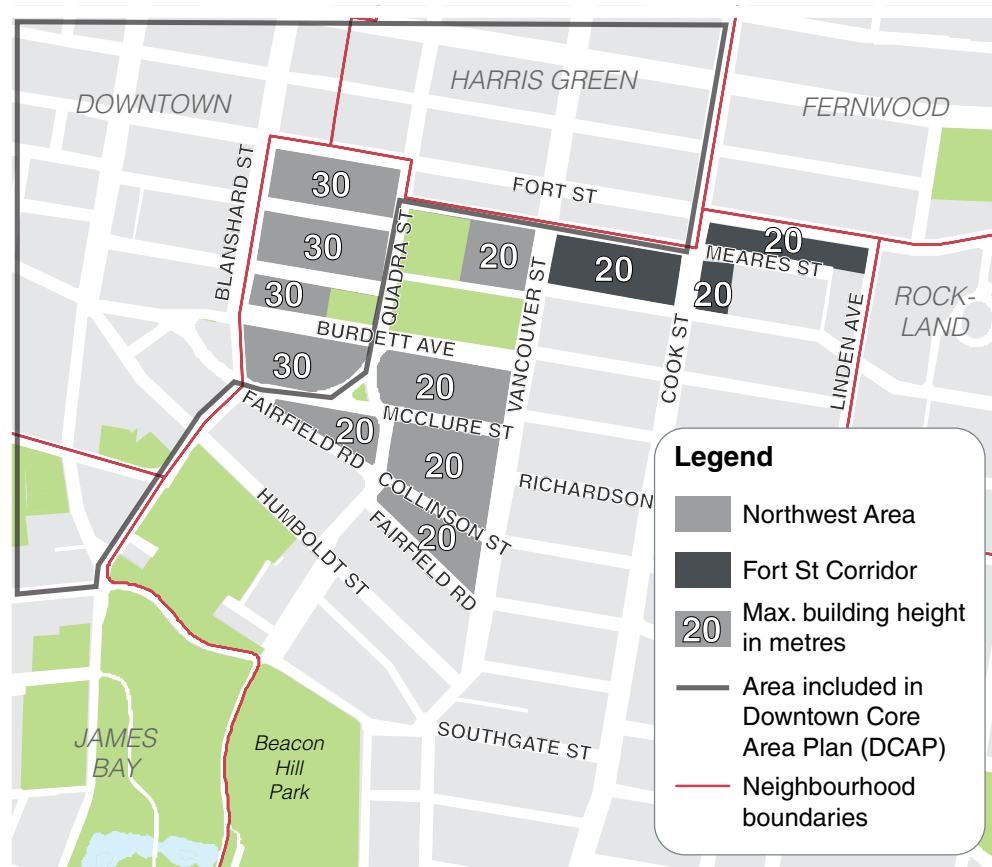 DOWNTOWN
HARRIS GREEN
FERNWOOD
BLANSHARD ST
30
FORT ST
30
QUADRA ST
20
VANCOUVER ST
20
20
MEARES ST
20
30
ROCK-
LAND
BURDETT AVE
COOK ST
LINDEN AVE
30
20
FAIRFIELD RD
20
MCCLURE ST
20
COLLINSON ST
RICHARDSON
HUMBOLDT ST
FAIRFIELD RD
20
SOUTHGATE ST
JAMES
BAY
Beacon
Hill
Park
Legend
Northwest Area
Fort St Corridor
20
Max. building height
in metres
Area included in
Downtown Core
Area Plan (DCAP)
Neighbourhood
boundaries